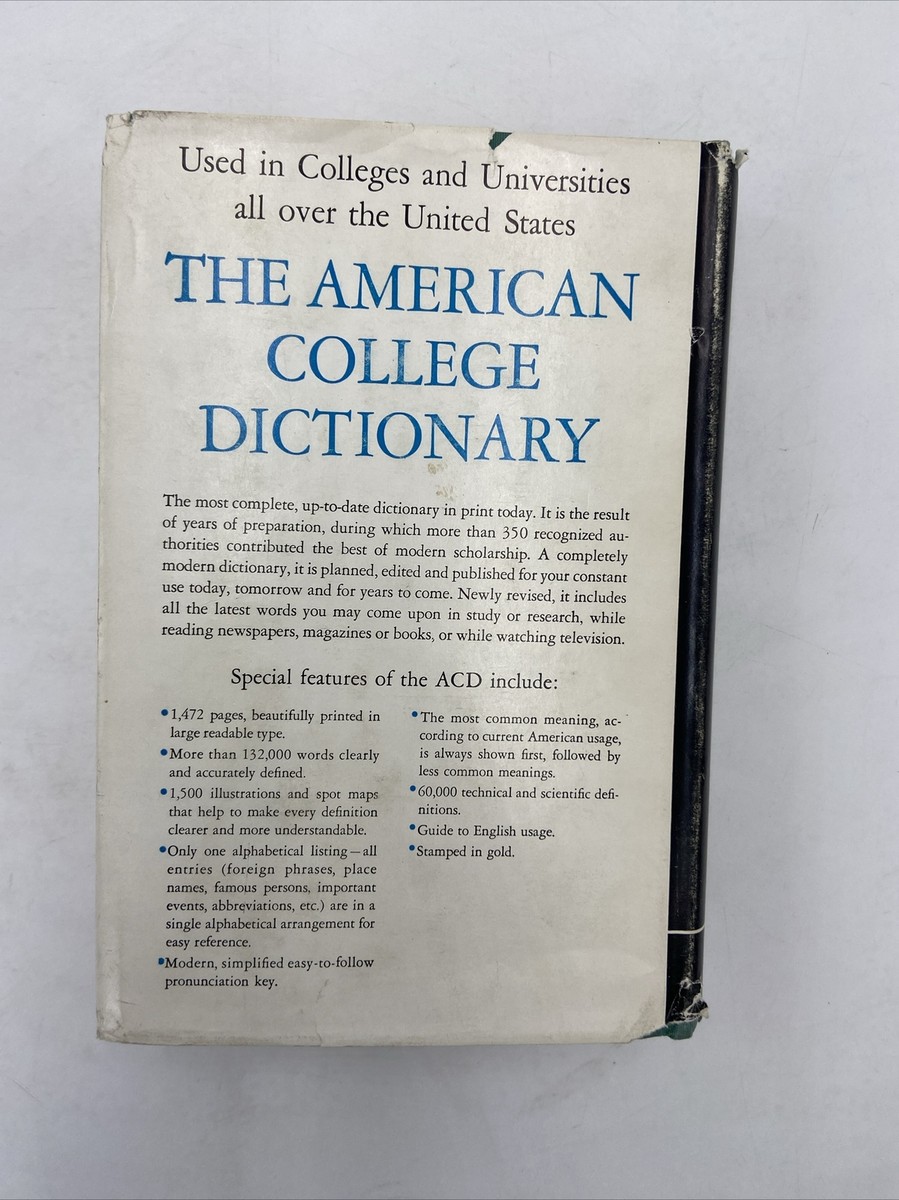 Used in Colleges and Universities
all over the United States
THE AMERICAN
COLLEGE
DICTIONARY
The most complete, up-to-date dictionary in print today. It is the result
of years of preparation, during which more than 350 recognized au-
thorities contributed the best of modern scholarship. A completely
modern dictionary, it is planned, edited and published for your constant
use today, tomorrow and for years to come. Newly revised, it includes
all the latest words you may come upon in study or research, while
reading newspapers, magazines or books, or while watching television.
Special features of the ACD include:
•1,472 pages, beautifully printed in
large readable type.
•More than 132,000 words clearly
and accurately defined.
•1,500 illustrations and spot maps
that help to make every definition
clearer and more understandable.
•Only one alphabetical listing—all
entries (foreign phrases, place
names, famous persons, important
events, abbreviations, etc.) are in a
single alphabetical arrangement for
easy reference.
•Modern, simplified easy-to-follow
pronunciation key.
•The most common meaning, ac-
cording to current American usage,
is always shown first, followed by
less common meanings.
•60,000 technical and scientific defi-
nitions.
•Guide to English usage.
•Stamped in gold.